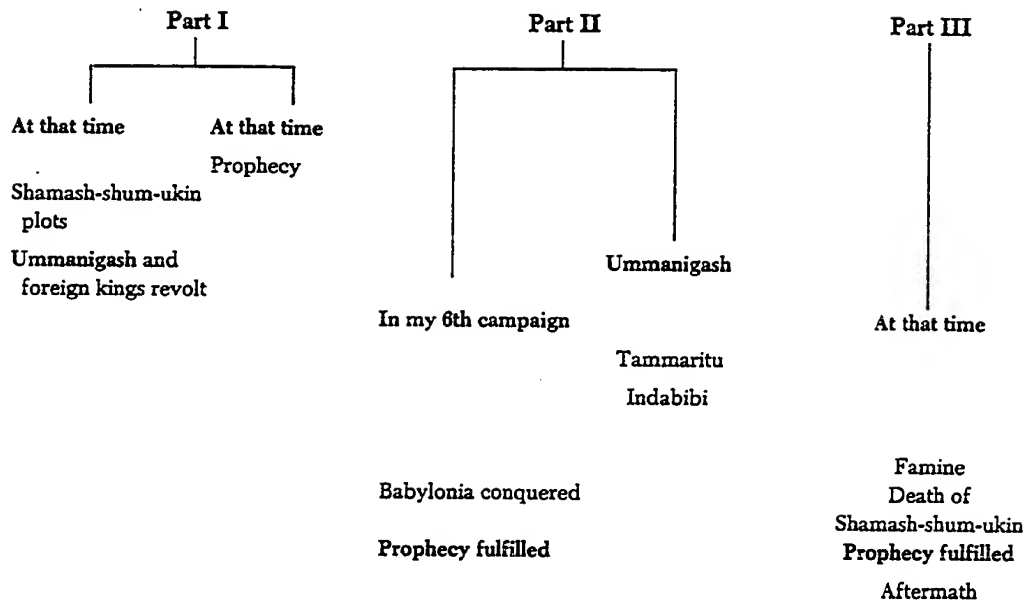 Part I
At that time
Shamash-shum-ukin
plots
Ummanigash and
foreign kings revolt
At that time
Prophecy
Part II
In my 6th campaign
Babylonia conquered
Prophecy fulfilled
Ummanigash
Tammaritu
Indabibi
Part III
At that time
Famine
Death of
Shamash-shum-ukin
Prophecy fulfilled
Aftermath